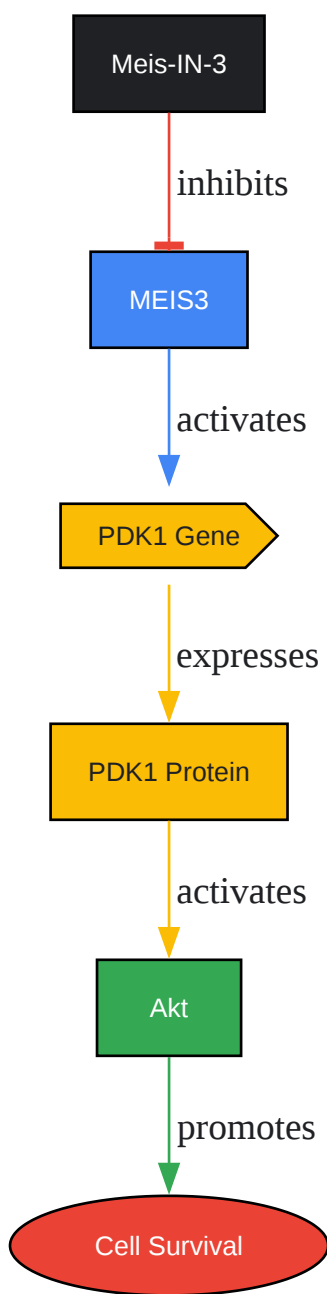 Meis-IN-3
inhibits
MEIS3
activates
PDK1 Gene
expresses
PDK1 Protein
activates
Akt
promotes
Cell Survival